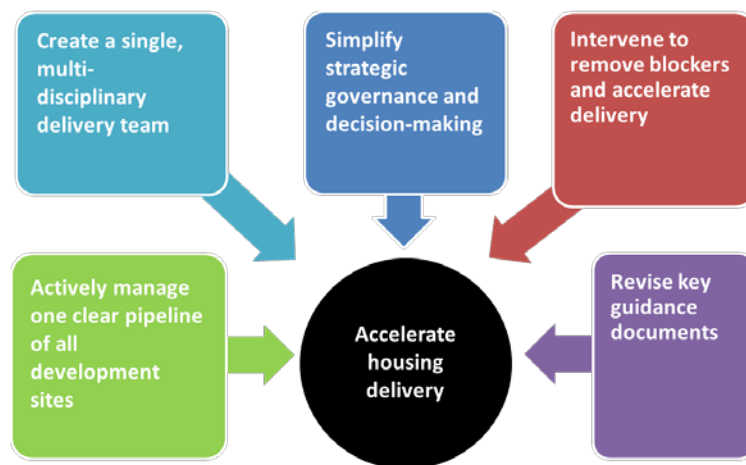 Create a single,
multi-
disciplinary
delivery team
Simplify
strategic
governance and
decision-making
Intervene to
remove blockers
and accelerate
delivery
Actively manage
one clear pipeline
of all
development
sites
Accelerate
housing
delivery
Revise key
guidance
documents